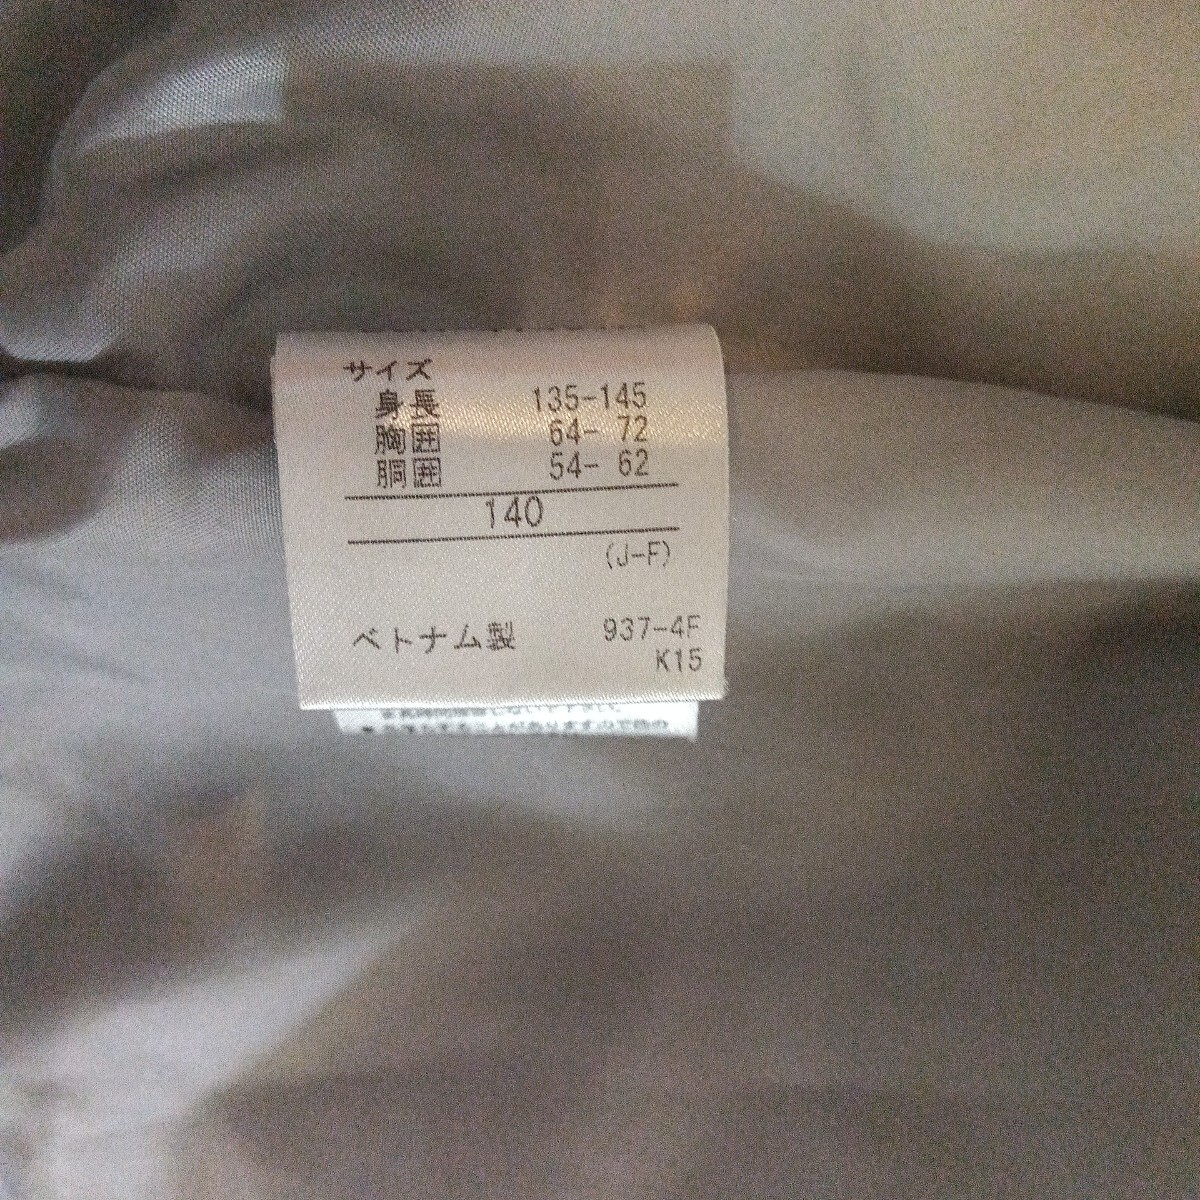 サイズ
身長 135-145
胸囲 64- 72
胴囲 54- 62
140
(J-F)
ベトナム製 937-4F
K15